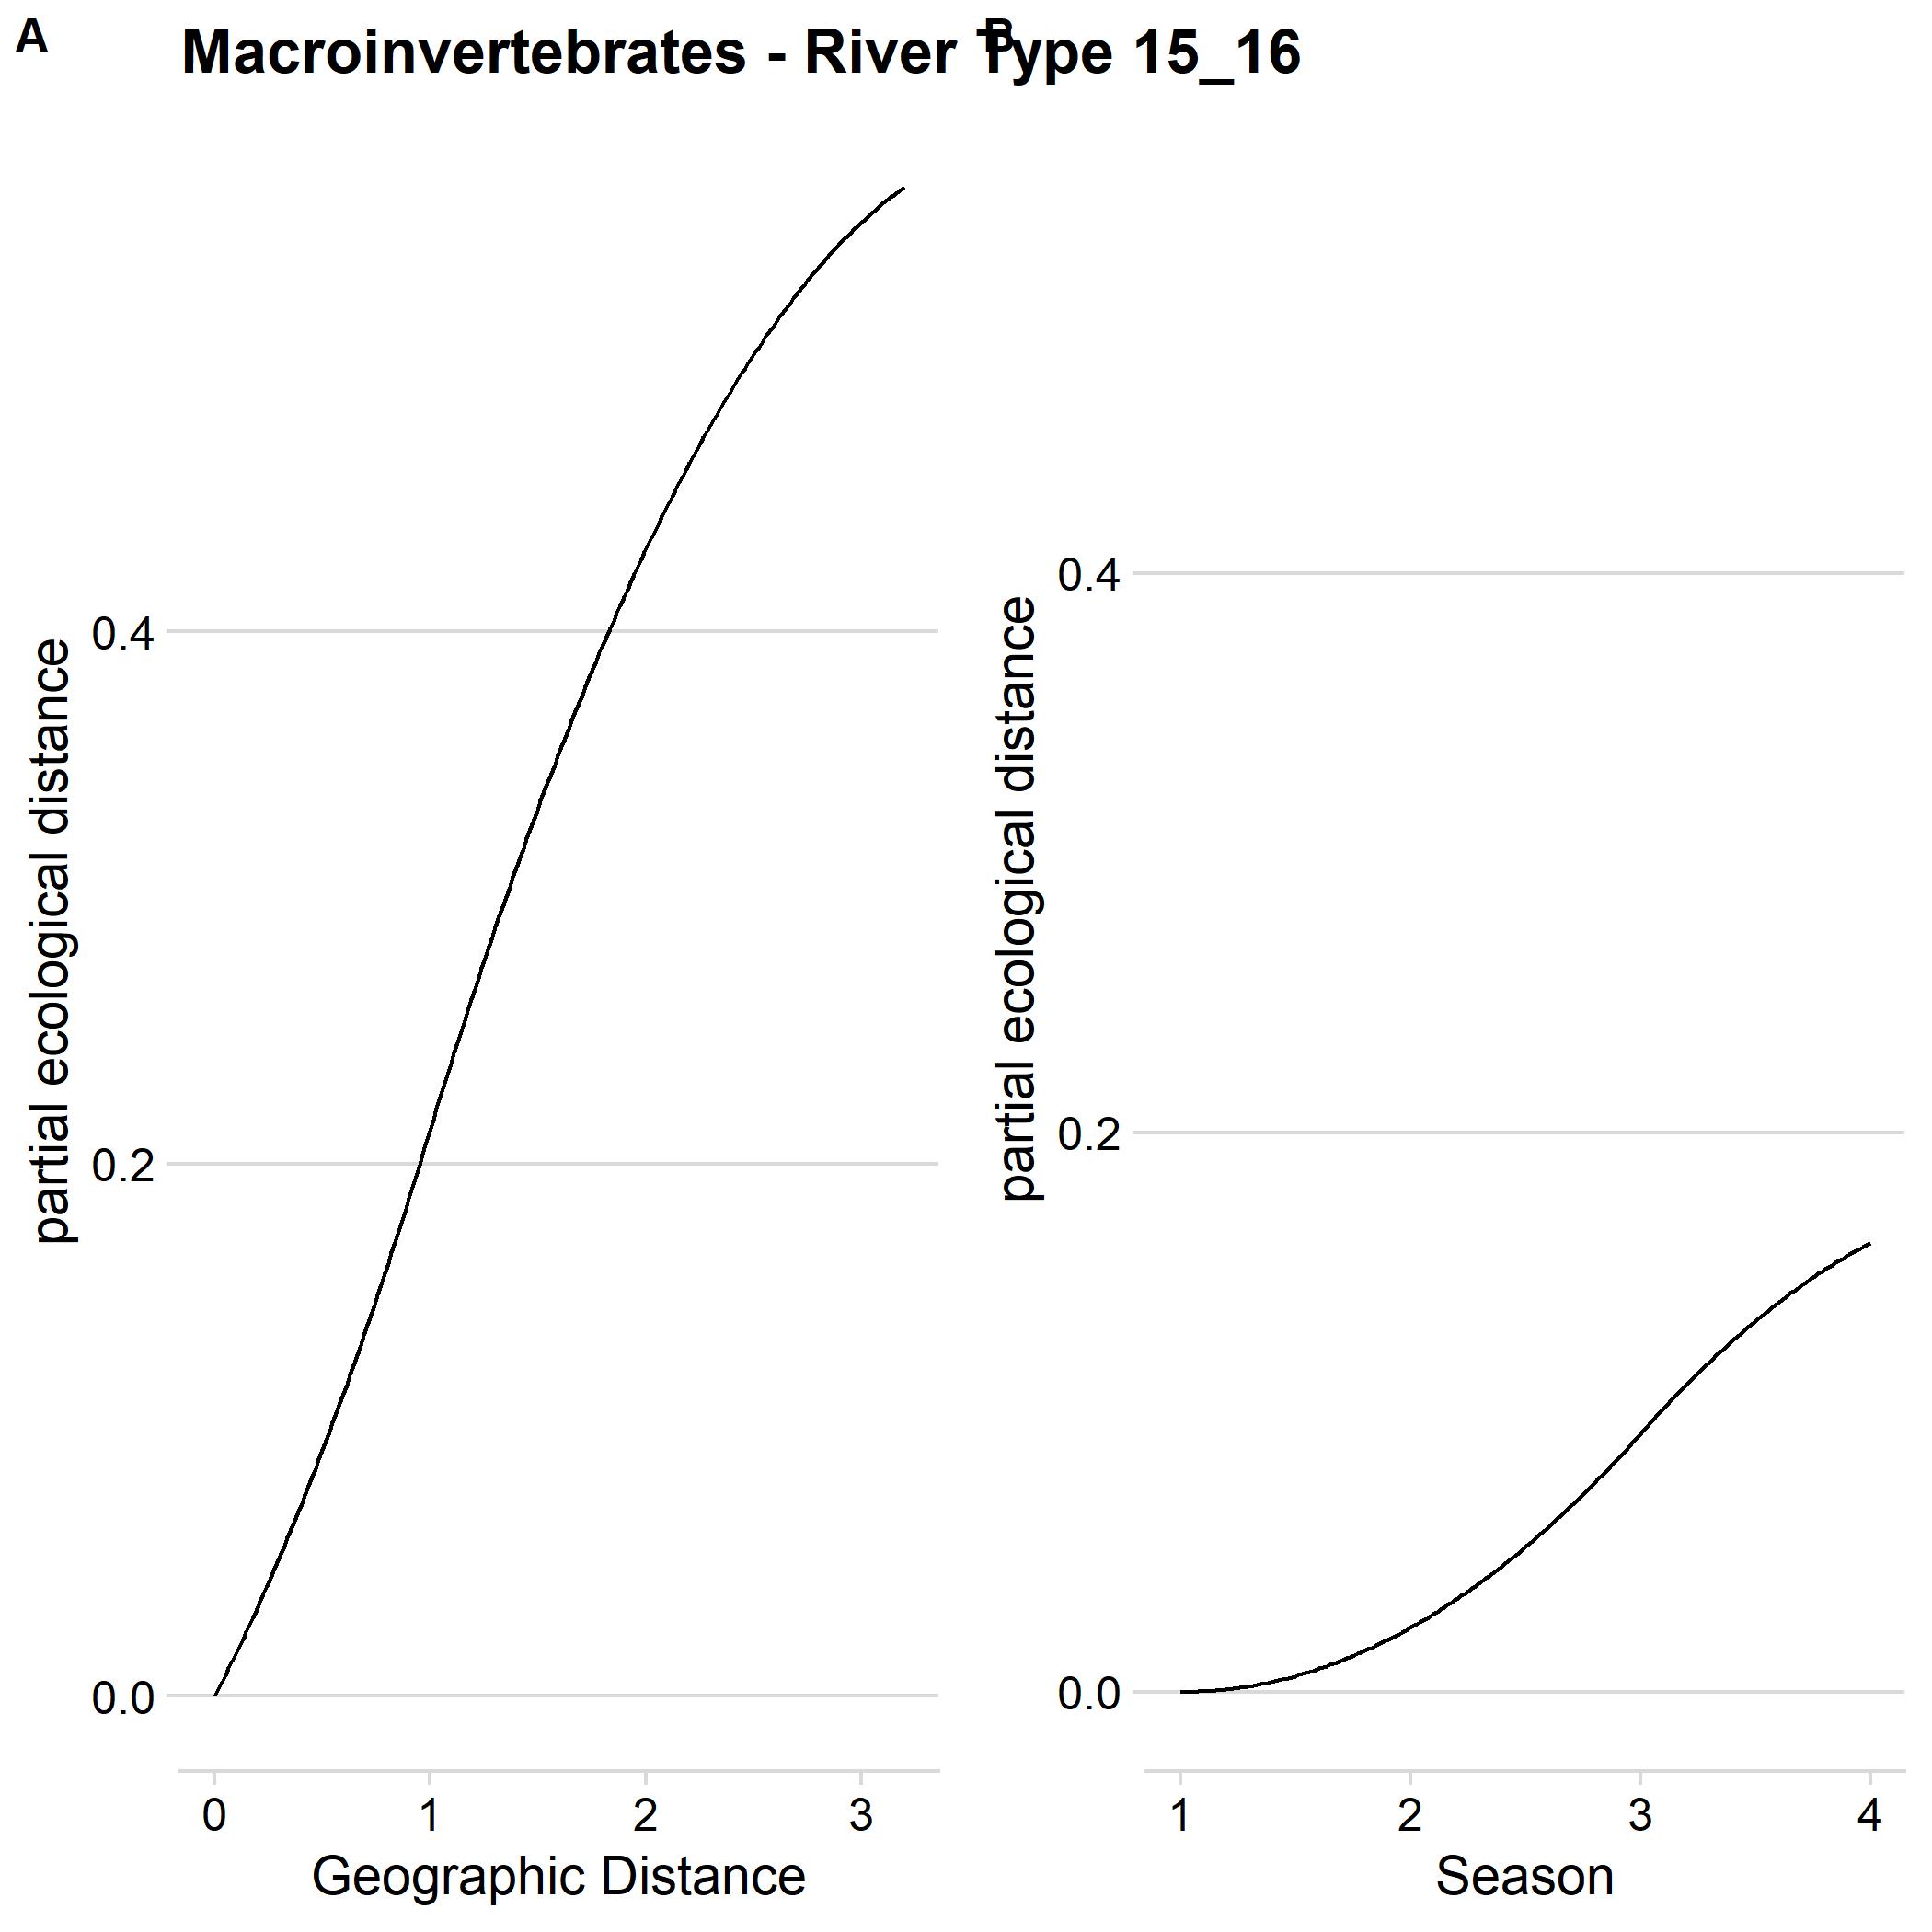 A
Macroinvertebrates - River Type 15_16
B
partial ecological distance
0.4
0.2
0.0
0 1 2 3
Geographic Distance
partial ecological distance
0.4
0.2
0.0
1 2 3 4
Season